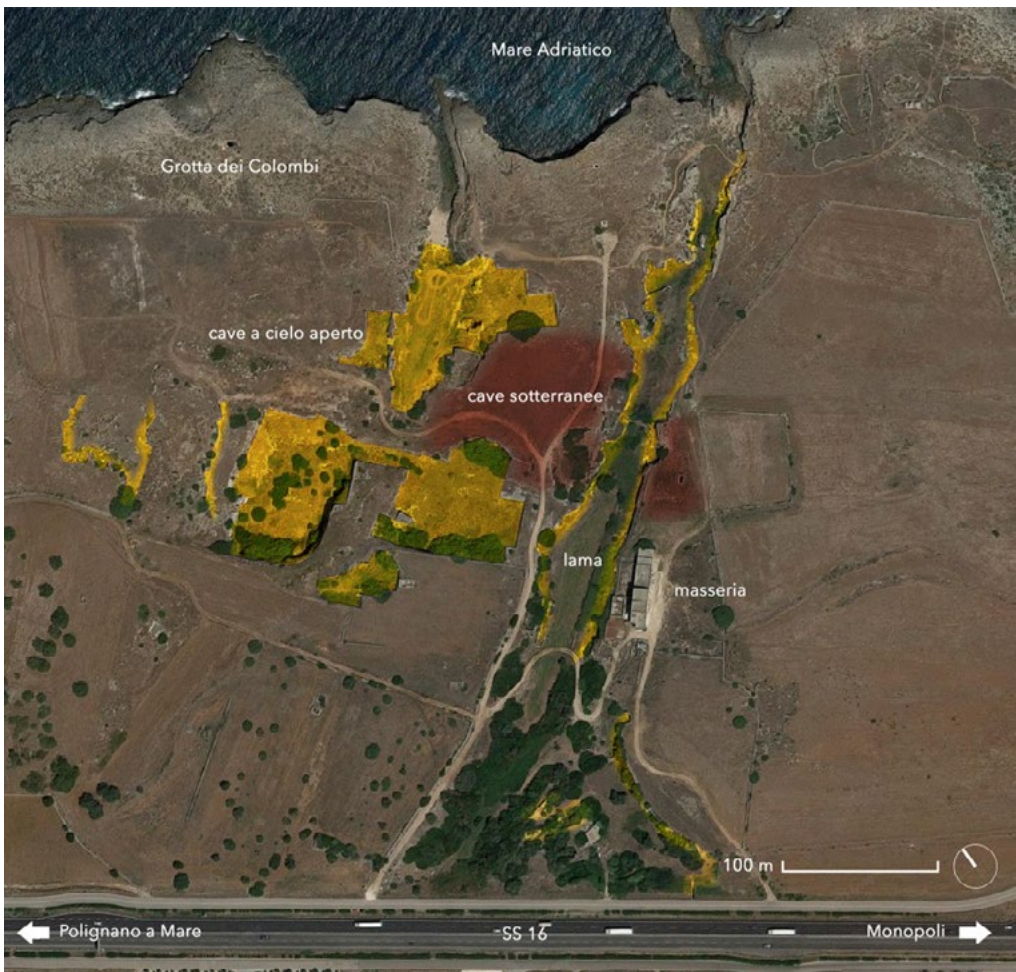 Mare Adriatico
Grotta dei Colombi
cave a cielo aperto
cave sotterranee
lama
masseria
100 m
Polignano a Mare
SS 16
Monopoli